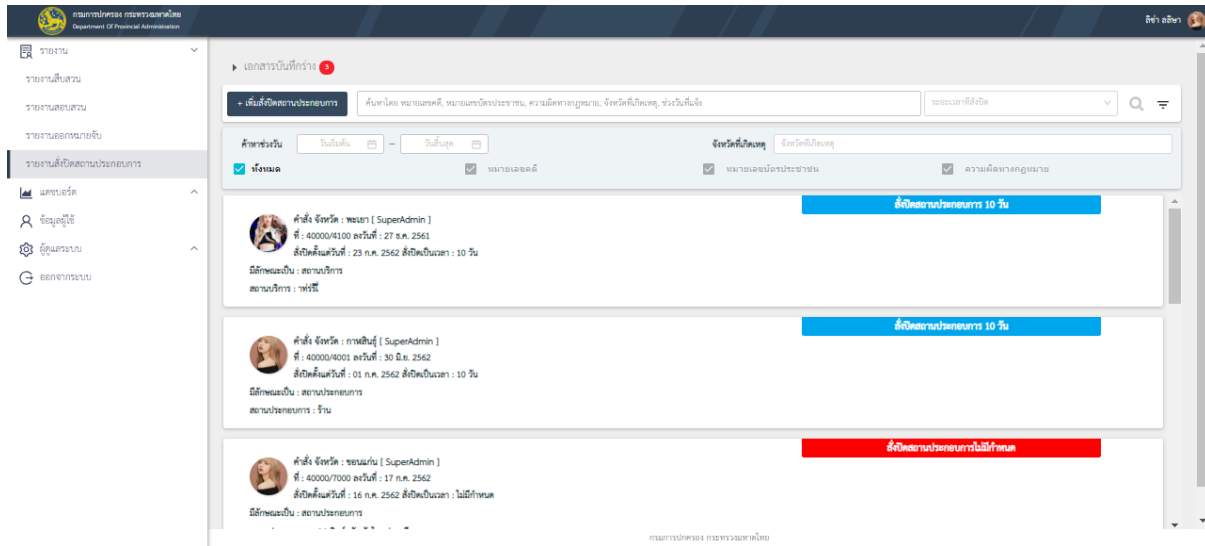 กรมการปกครอง กระทรวงมหาดไทย
Department Of Provincial Administration
ลิซ่า ลลิษา
รายงาน
รายงานสืบสวน
รายงานสอบสวน
รายงานออกหมายจับ
รายงานสั่งปิดสถานประกอบการ
แดชบอร์ด
ข้อมูลผู้ใช้
ผู้ดูแลระบบ
ออกจากระบบ
เอกสารบันทึกร่าง 3
+ เพิ่มสั่งปิดสถานประกอบการ
ค้นหาโดย หมายเลขคดี, หมายเลขบัตรประชาชน, ความผิดทางกฎหมาย, จังหวัดที่เกิดเหตุ, ช่วงวันที่แจ้ง
ระยะเวลาที่สั่งปิด
ค้าหาช่วงวัน วันเริ่มต้น – วันสิ้นสุด จังหวัดที่เกิดเหตุ จังหวัดที่เกิดเหตุ
ทั้งหมด หมายเลขคดี หมายเลขบัตรประชาชน ความผิดทางกฎหมาย
สั่งปิดสถานประกอบการ 10 วัน
คำสั่ง จังหวัด : พะเยา [ SuperAdmin ]
ที่ : 40000/4100 ลงวันที่ : 27 ธ.ค. 2561
สั่งปิดตั้งแต่วันที่ : 23 ก.ค. 2562 สั่งปิดเป็นเวลา : 10 วัน
มีลักษณะเป็น : สถานบริการ
สถานบริการ :
สั่งปิดสถานประกอบการ 10 วัน
คำสั่ง จังหวัด : กาฬสินธุ์ [ SuperAdmin ]
ที่ : 40000/4001 ลงวันที่ : 30 มิ.ย. 2562
สั่งปิดตั้งแต่วันที่ : 01 ก.ค. 2562 สั่งปิดเป็นเวลา : 10 วัน
มีลักษณะเป็น : สถานประกอบการ
สถานประกอบการ : ร้าน
สั่งปิดสถานประกอบการไม่มีกำหนด
คำสั่ง จังหวัด : ขอนแก่น [ SuperAdmin ]
ที่ : 40000/7000 ลงวันที่ : 17 ก.ค. 2562
สั่งปิดตั้งแต่วันที่ : 16 ก.ค. 2562 สั่งปิดเป็นเวลา : ไม่มีกำหนด
มีลักษณะเป็น : สถานประกอบการ
กรมการปกครอง กระทรวงมหาดไทย